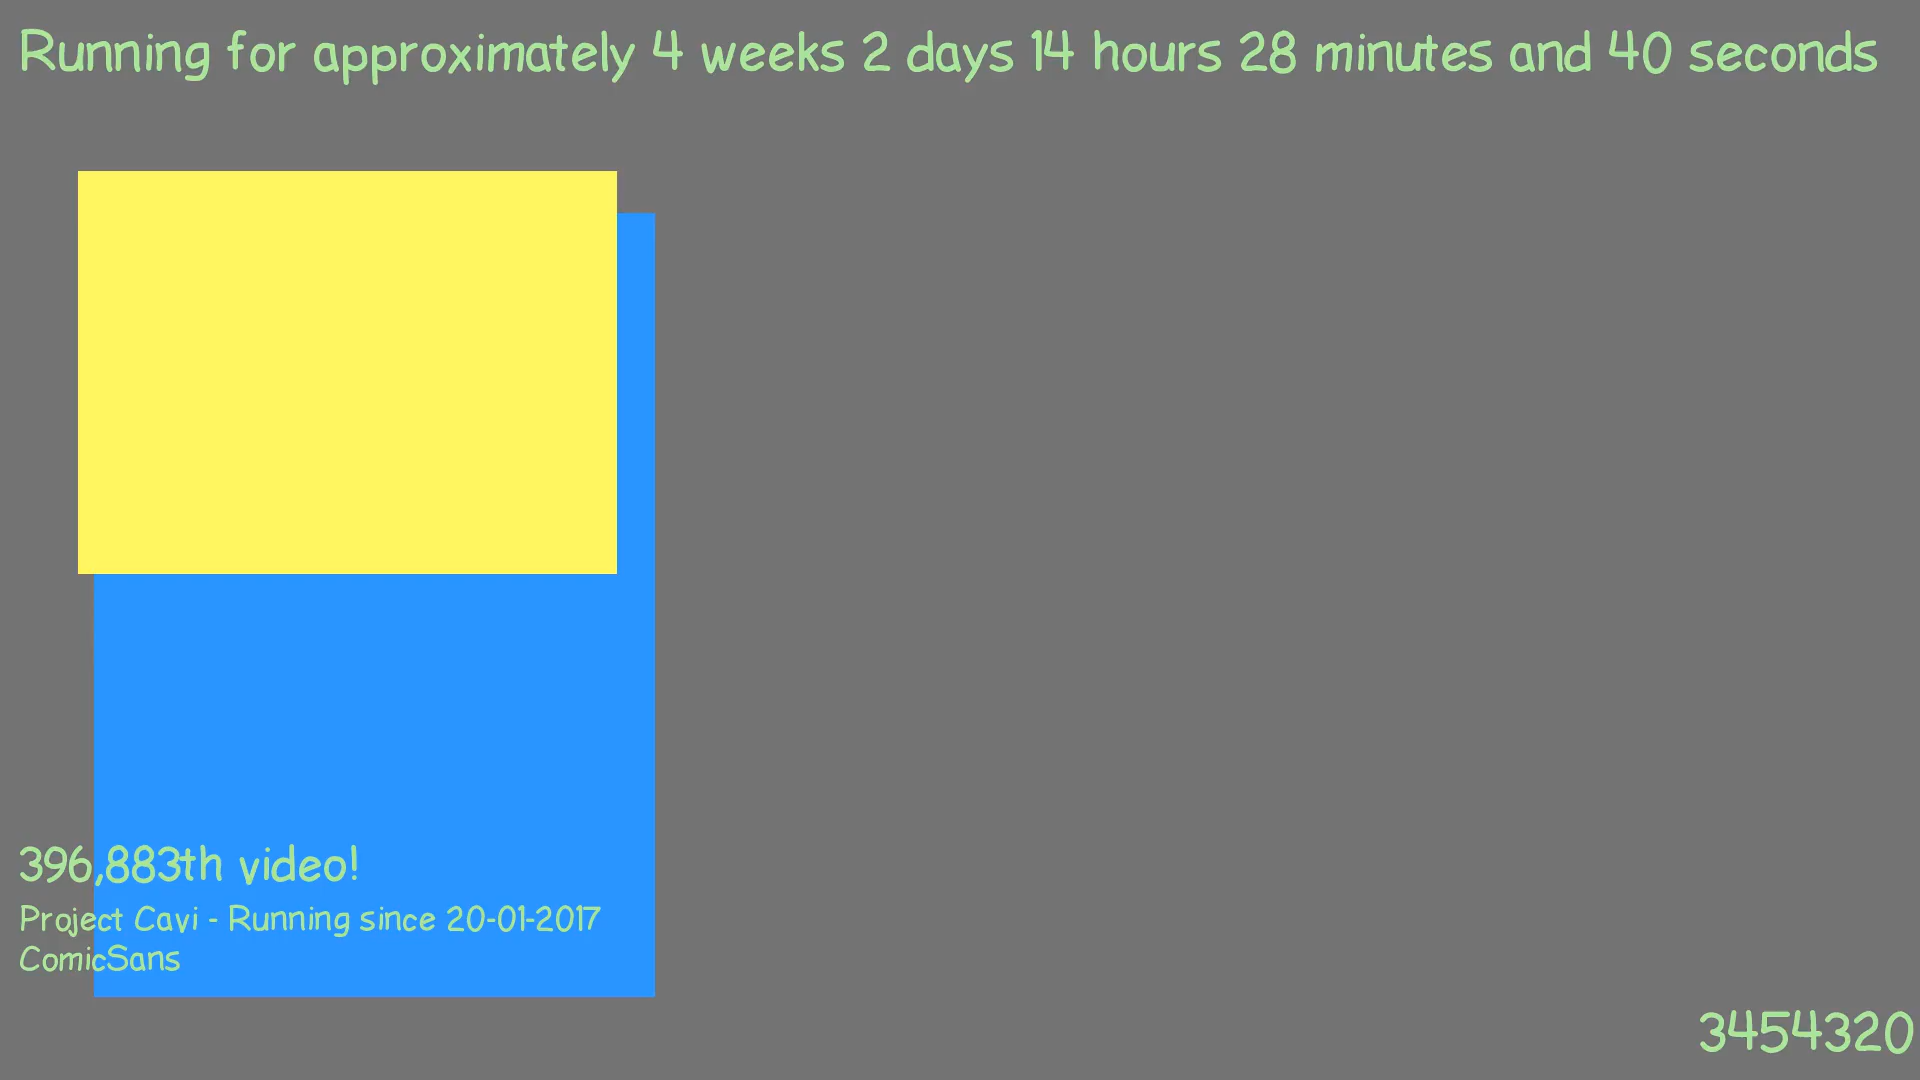 Running for approximately 4 weeks 2 days 14 hours 28 minutes and 40 seconds
396,883th video!
Project Cavi - Running since 20-01-2017
ComicSans
3454320